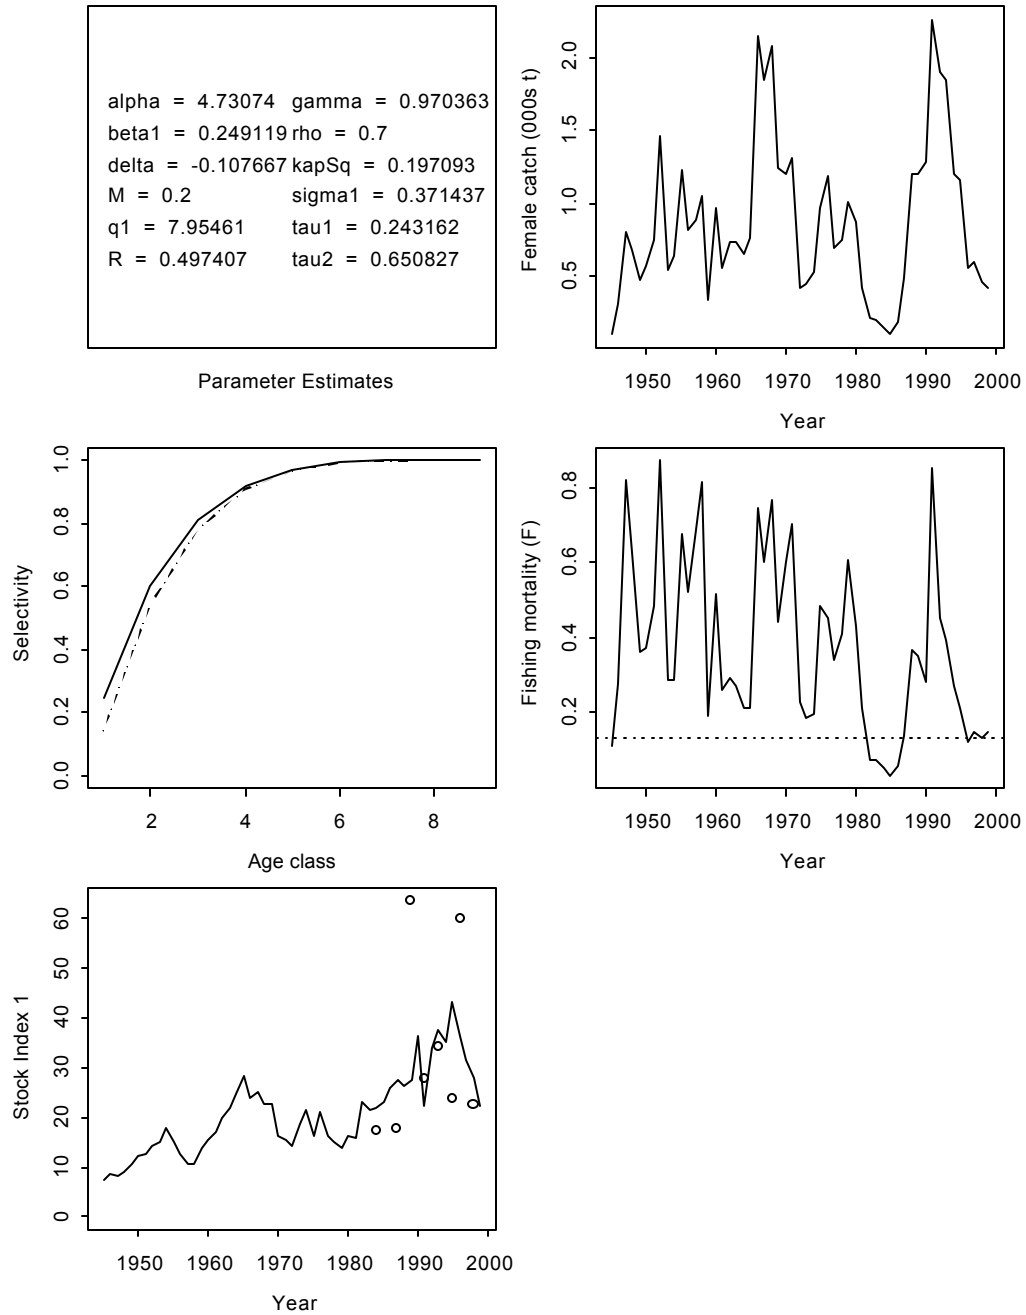 alpha = 4.73074 gamma = 0.970363
beta1 = 0.249119 rho = 0.7
delta = -0.107667 kapSq = 0.197093
M = 0.2 sigma1 = 0.371437
q1 = 7.95461 tau1 = 0.243162
R = 0.497407 tau2 = 0.650827
Parameter Estimates
Female catch (000s t)
2.0
1.5
1.0
0.5
1950 1960 1970 1980 1990 2000
Year
Selectivity
1.0
0.8
0.6
0.4
0.2
0.0
2 4 6 8
Age class
Fishing mortality (F)
0.8
0.6
0.4
0.2
1950 1960 1970 1980 1990 2000
Year
Stock Index 1
60
50
40
30
20
10
0
1950 1960 1970 1980 1990 2000
Year